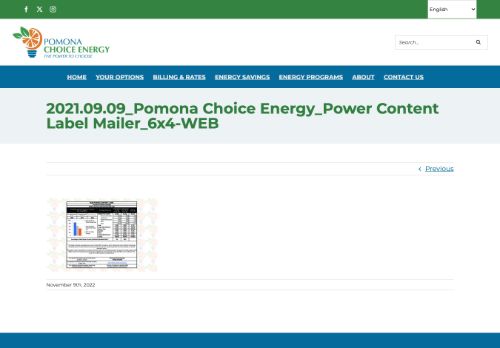 English
POMONA
CHOICE ENERGY
THE POWER TO CHOOSE
Search...
HOME YOUR OPTIONS BILLING & RATES ENERGY SAVINGS ENERGY PROGRAMS ABOUT CONTACT US
2021.09.09_Pomona Choice Energy_Power Content
Label Mailer_6x4-WEB
Previous
November 9th, 2022